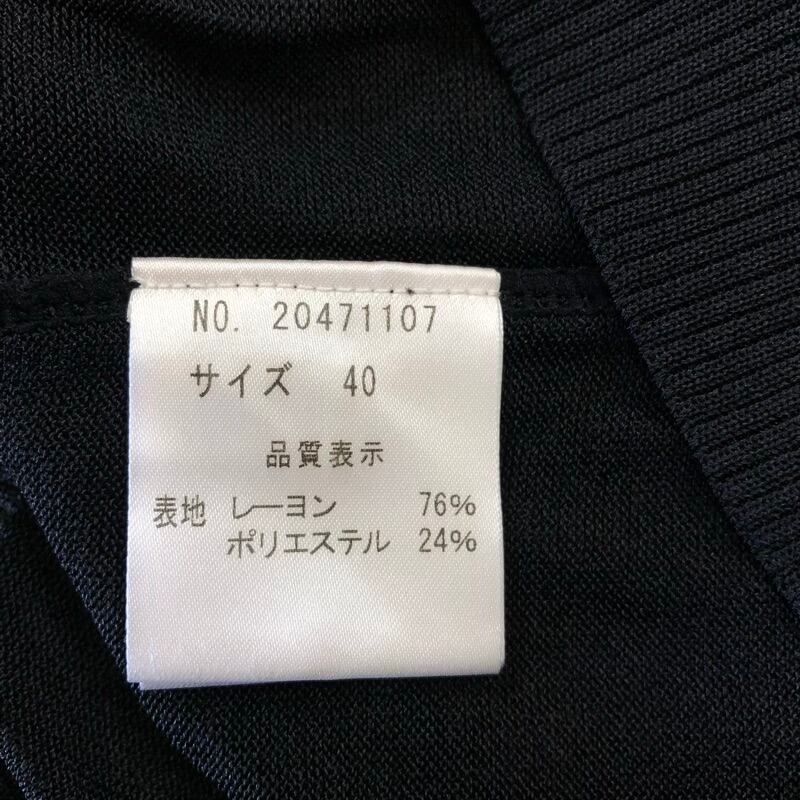 NO. 20471107
サイズ 40
品質表示
表地 レーヨン 76%
ポリエステル 24%